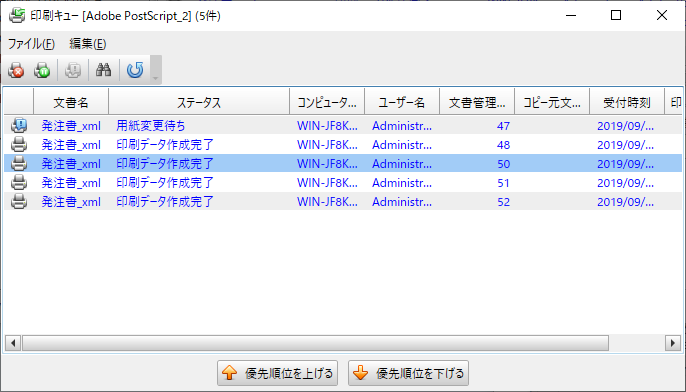 印刷キュー [Adobe PostScript_2] (5件)
ファイル(F) 編集(E)
文書名 ステータス コンピュータ... ユーザー名 文書管理... コピー元文... 受付時刻 印
発注書_xml 用紙変更待ち WIN-JF8K... Administr... 47 2019/09/...
発注書_xml 印刷データ作成完了 WIN-JF8K... Administr... 48 2019/09/...
発注書_xml 印刷データ作成完了 WIN-JF8K... Administr... 50 2019/09/...
発注書_xml 印刷データ作成完了 WIN-JF8K... Administr... 51 2019/09/...
発注書_xml 印刷データ作成完了 WIN-JF8K... Administr... 52 2019/09/...
優先順位を上げる 優先順位を下げる